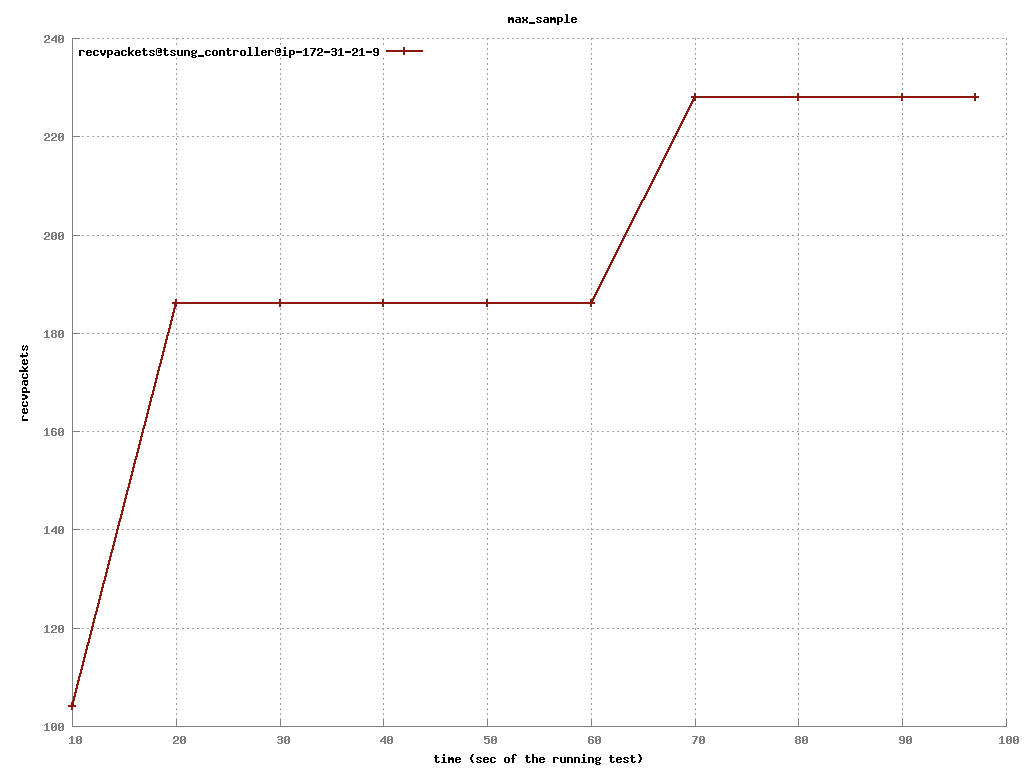 max_sample
recvpackets@tsung_controller@ip-172-31-21-9
240
220
200
180
160
140
120
100
recvpackets
10 20 30 40 50 60 70 80 90 100
time (sec of the running test)